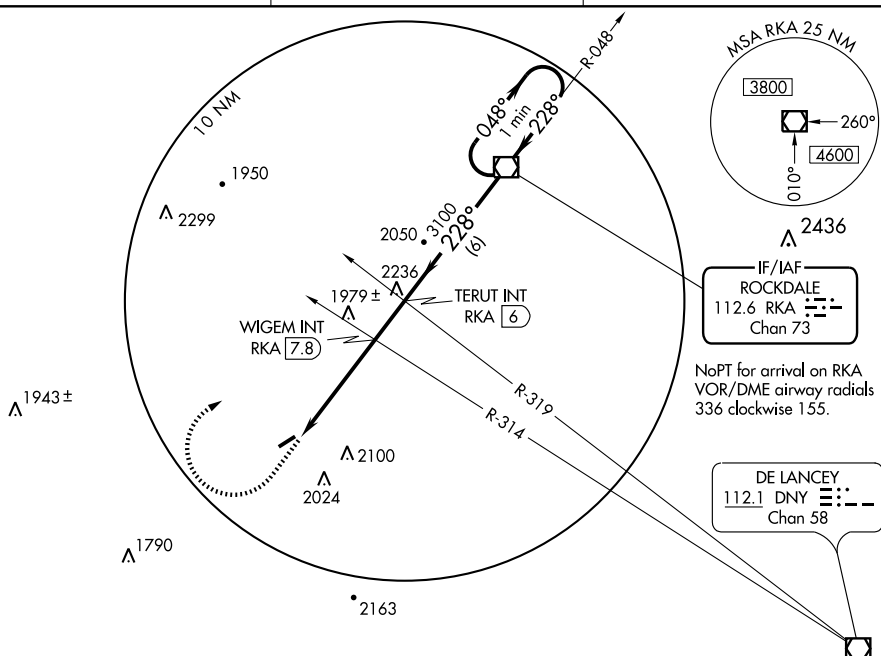 MSA RKA 25 NM
3800
260°
4600
010°
R-048
10 NM
048°
1 min
228°
1950
2299
2050
3100
228°
(6)
2436
2236
1979 ±
TERUT INT
RKA 6
WIGEM INT
RKA 7.8
IF/IAF
ROCKDALE
112.6 RKA
Chan 73
NoPT for arrival on RKA
VOR/DME airway radials
336 clockwise 155.
R-319
R-314
1943 ±
2100
2024
DE LANCEY
112.1 DNY
Chan 58
1790
2163